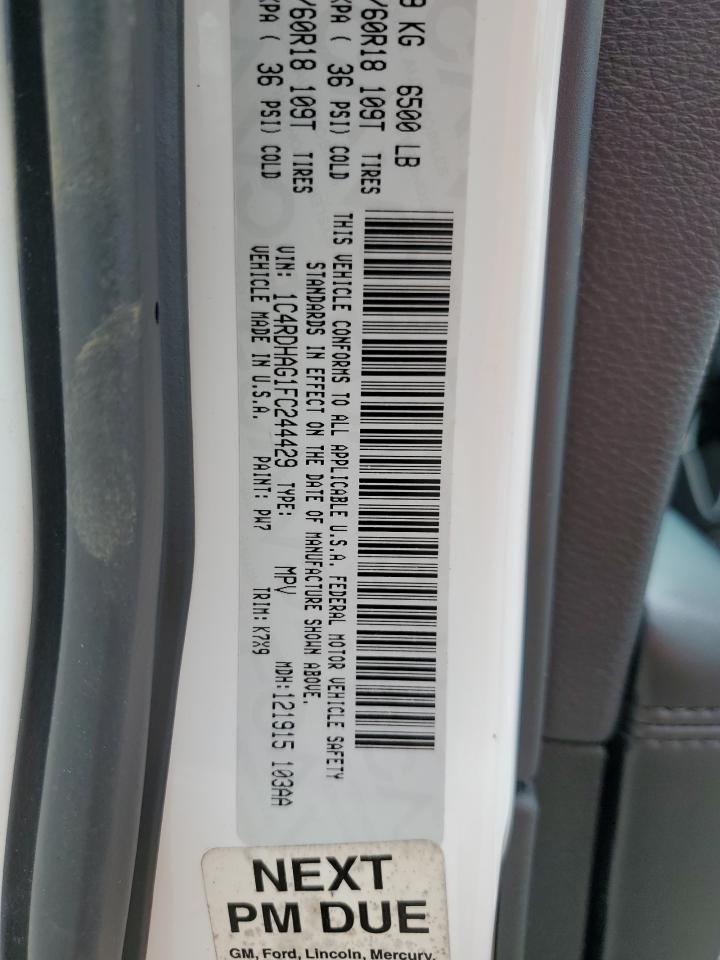 9 KG 6500 LB
/60R18 109T TIRES
KPA ( 36 PSI) COLD
/60R18 109T TIRES
KPA ( 36 PSI) COLD
THIS VEHICLE CONFORMS TO ALL APPLICABLE U.S.A. FEDERAL MOTOR VEHICLE SAFETY
STANDARDS IN EFFECT ON THE DATE OF MANUFACTURE SHOWN ABOVE.
VIN: 1C4RDHAG1FC244429 TYPE: MPV MDH:121915 103AA
VEHICLE MADE IN U.S.A. PAINT: PW7 TRIM: K7X9
NEXT
PM DUE
GM, Ford, Lincoln, Mercury,